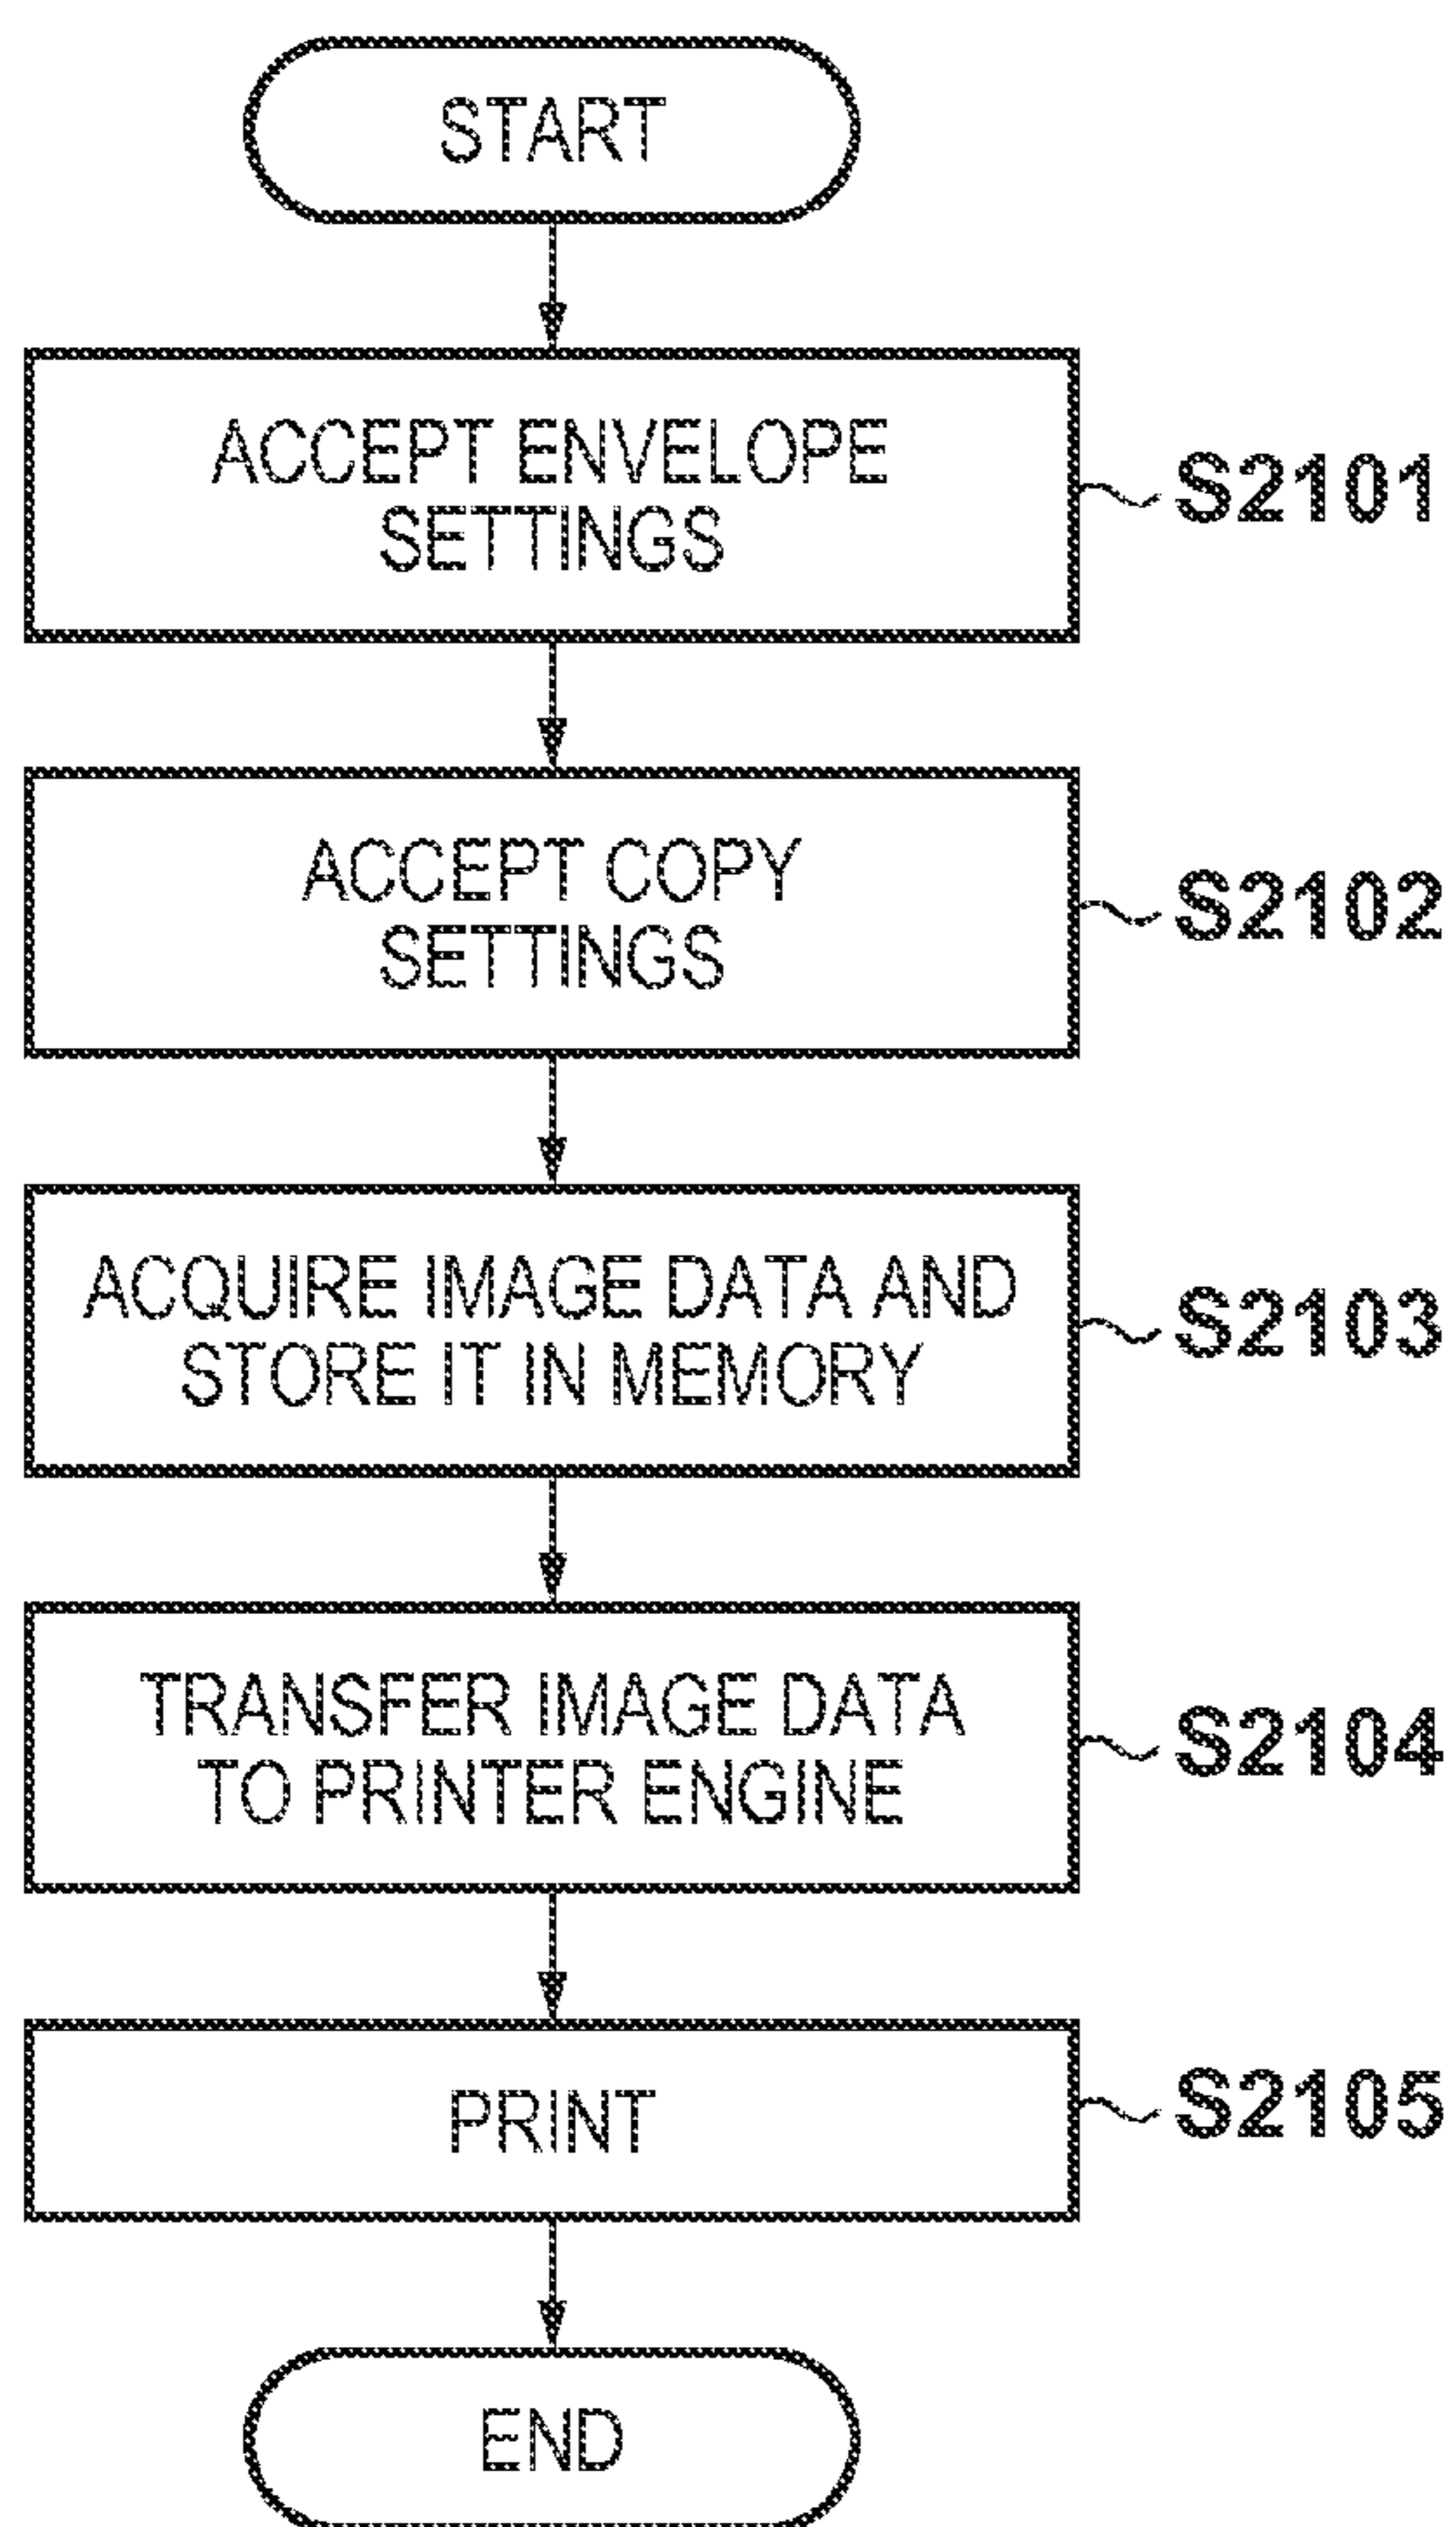 START
ACCEPT ENVELOPE
SETTINGS
S2101
ACCEPT COPY
SETTINGS
S2102
ACQUIRE IMAGE DATA AND
STORE IT IN MEMORY
S2103
TRANSFER IMAGE DATA
TO PRINTER ENGINE
S2104
PRINT
S2105
END